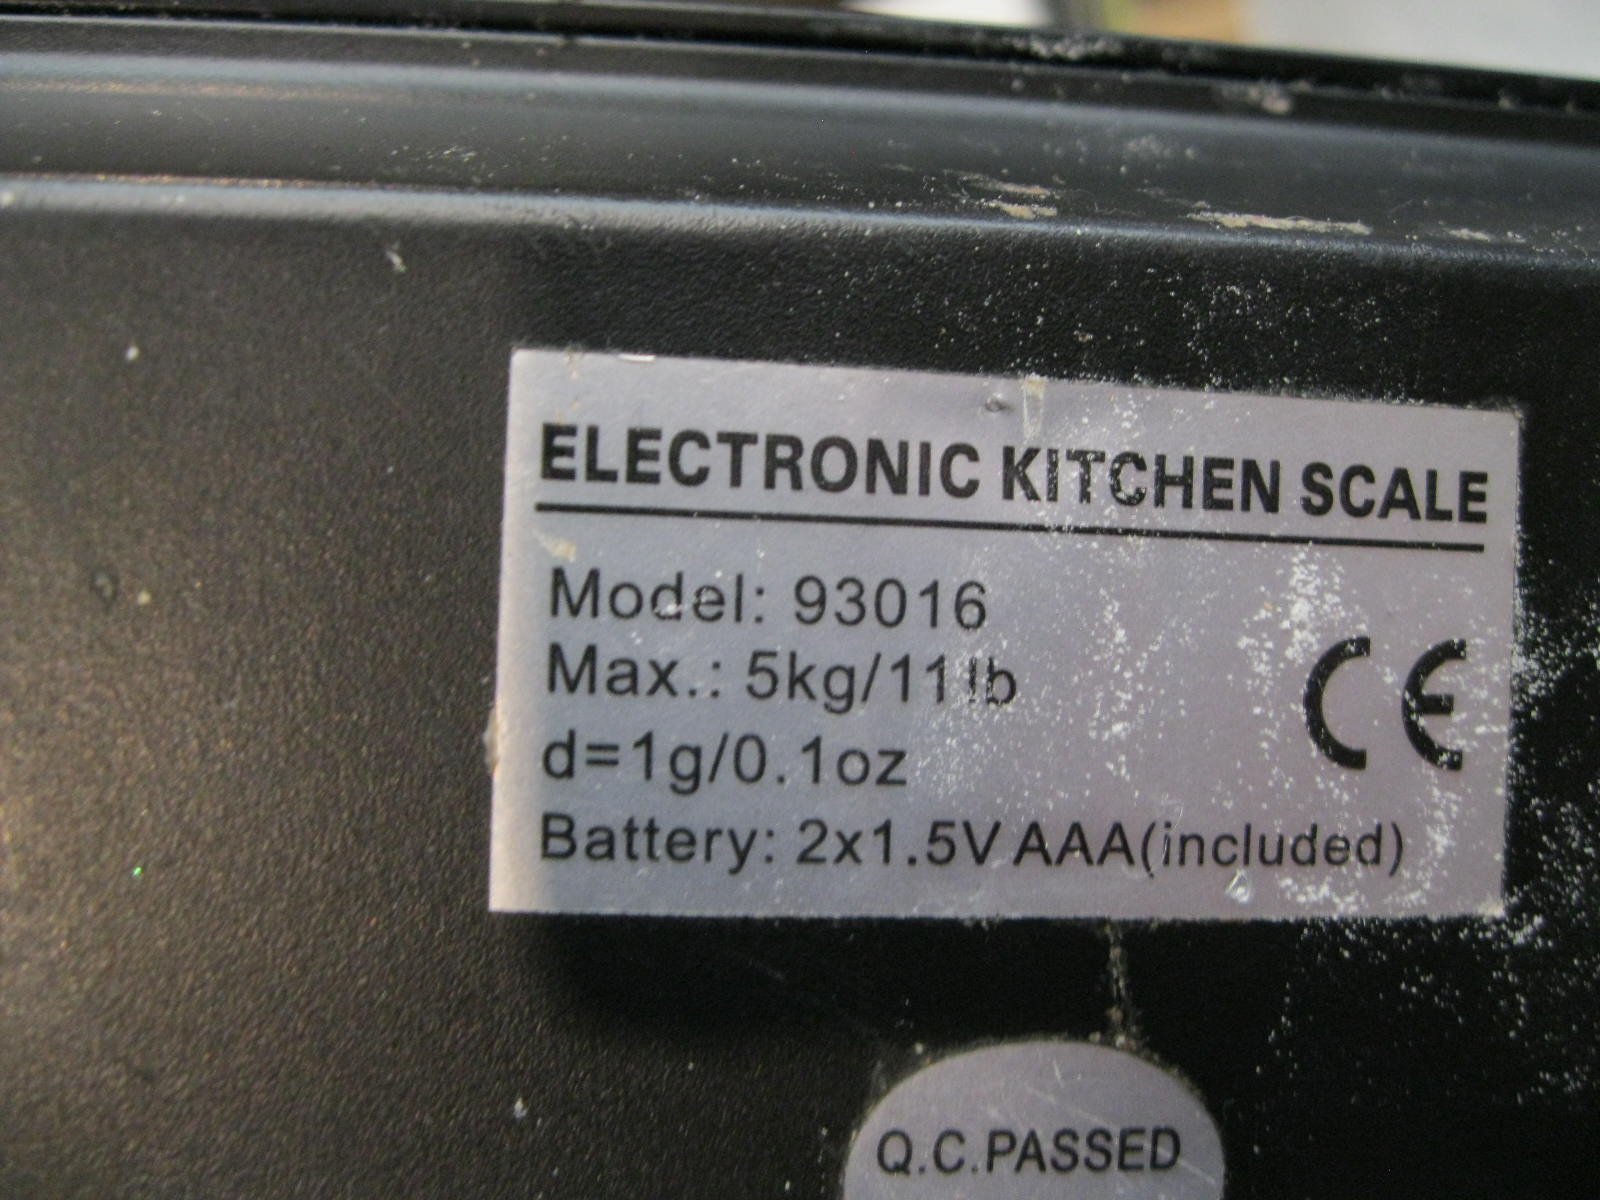 ELECTRONIC KITCHEN SCALE
Model: 93016
Max.: 5kg/11lb
d=1g/0.1oz
CE
Battery: 2x1.5V AAA(included)
Q.C.PASSED